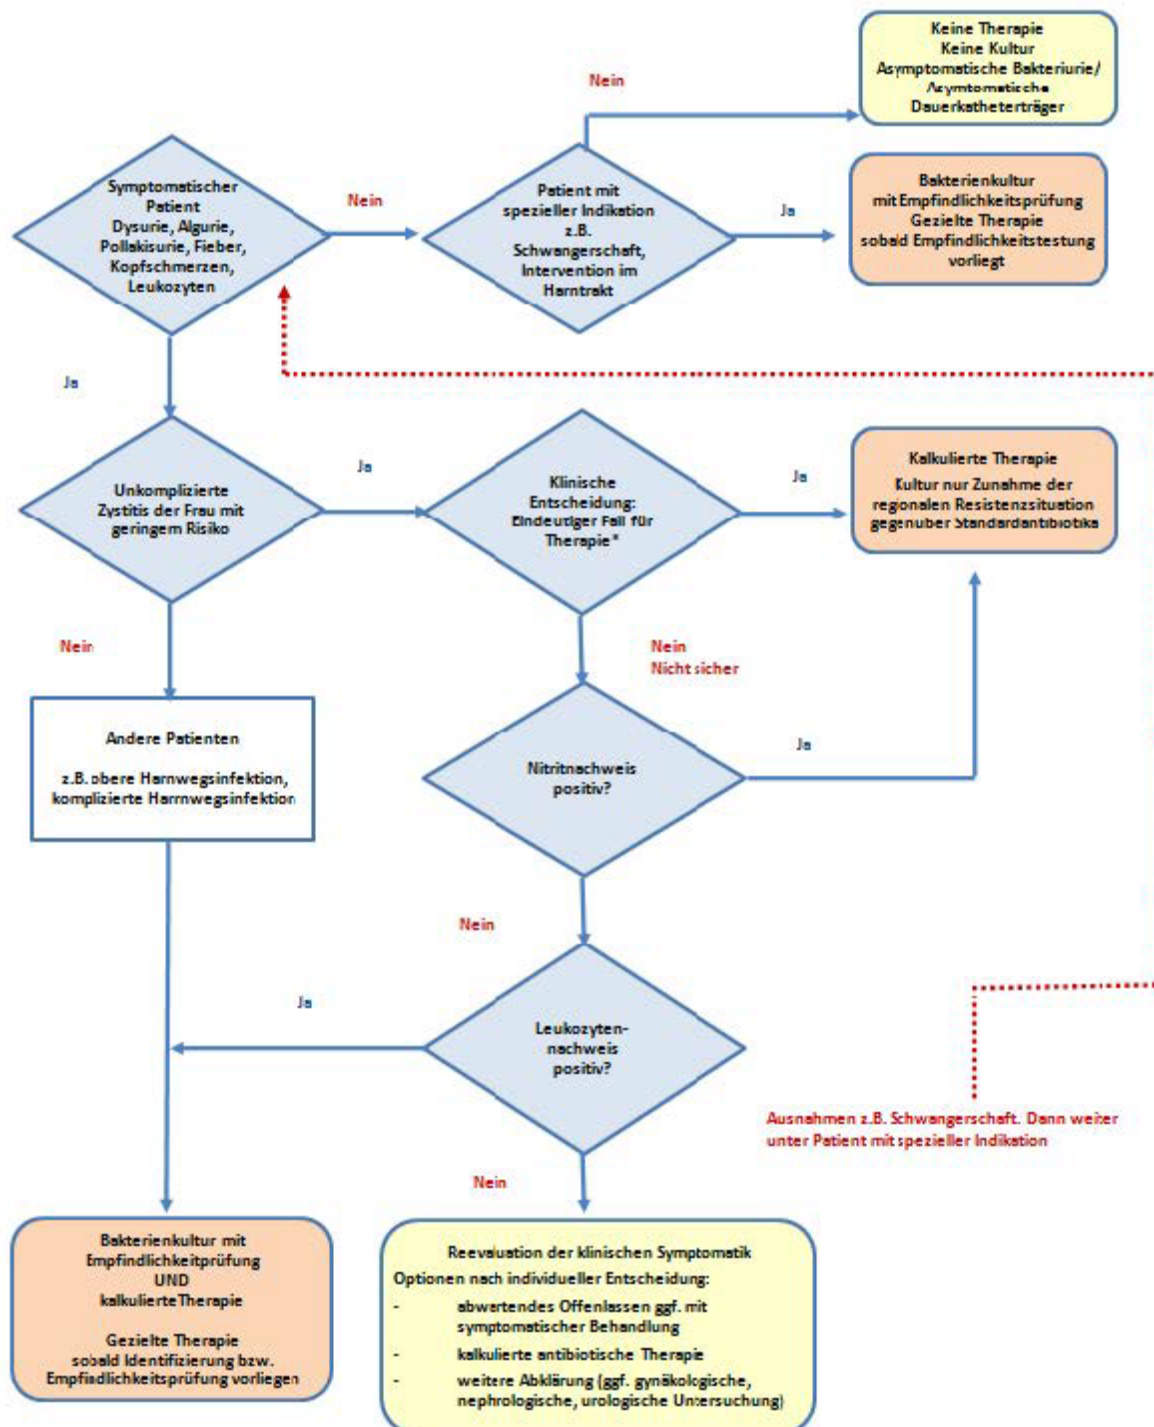 Keine Therapie
Keine Kultur
Asymptomatische Bakteriurie/
Asymtomatische
Dauerkatheterträger
Nein
Symptomatischer
Patient
Dysurie, Algurie,
Pollakisurie, Fieber,
Kopfschmerzen,
Leukozyten
Nein
Patient mit
spezieller Indikation
z.B.
Schwangerschaft,
Intervention im
Harntrakt
Ja
Bakterienkultur
mit Empfindlichkeitsprüfung
Gezielte Therapie
sobald Empfindlichkeitstestung
vorliegt
Ja
Unkomplizierte
Zystitis der Frau mit
geringem Risiko
Ja
Klinische
Entscheidung:
Eindeutiger Fall für
Therapie*
Ja
Kalkulierte Therapie
Kultur nur Zunahme der
regionalen Resistenzsituation
gegenüber Standardantibiotika
Nein
Nein
Nicht sicher
Andere Patienten
z.B. obere Harnwegsinfektion,
komplizierte Harrnwegsinfektion
Nitritnachweis
positiv?
Ja
Nein
Ja
Leukozyten-
nachweis
positiv?
Ausnahmen z.B. Schwangerschaft. Dann weiter
unter Patient mit spezieller Indikation
Nein
Bakterienkultur mit
Empfindlichkeitprüfung
UND
kalkulierte Therapie
Gezielte Therapie
sobald Identifizierung bzw.
Empfindlichkeitsprüfung vorliegen
Reevaluation der klinischen Symptomatik
Optionen nach individueller Entscheidung:
- abwartendes Offenlassen ggf. mit
symptomatischer Behandlung
- kalkulierte antibiotische Therapie
- weitere Abklärung (ggf. gynäkologische,
nephrologische, urologische Untersuchung)